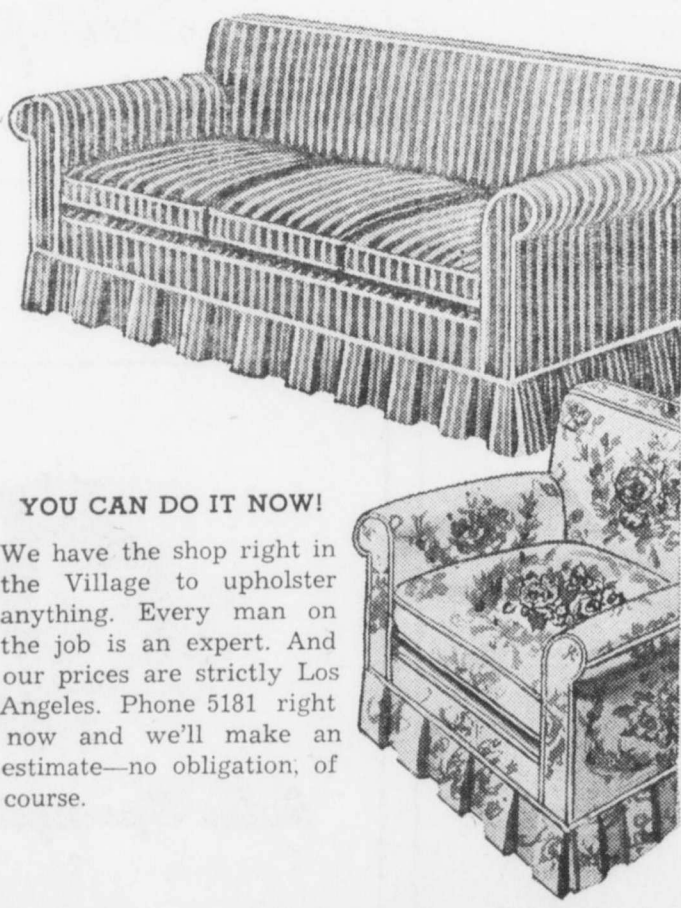 YOU CAN DO IT NOW!
We have the shop right in
the Village to upholster
anything. Every man on
the job is an expert. And
our prices are strictly Los
Angeles. Phone 5181 right
now and we'll make an
estimate—no obligation, of
course.